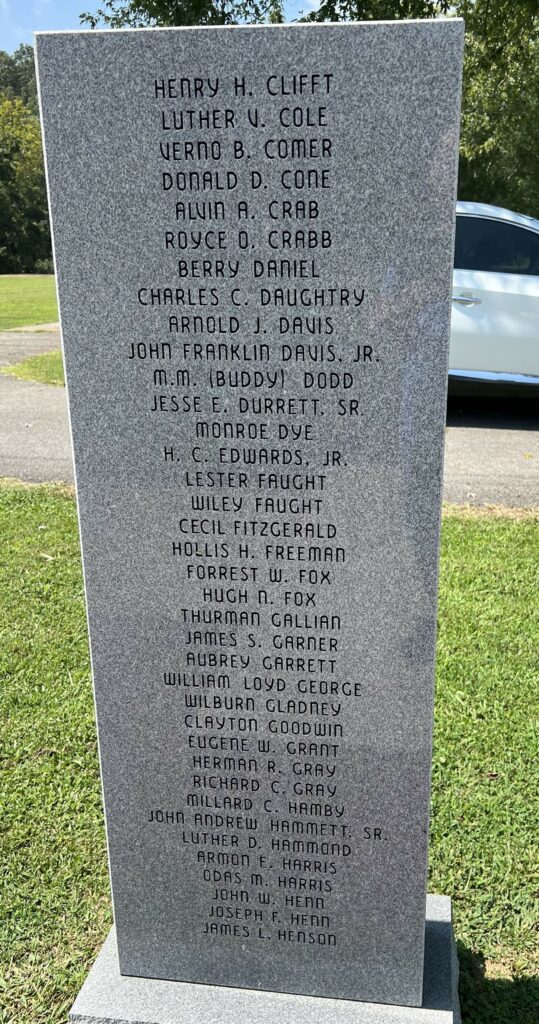 HENRY H. CLIFFT
LUTHER V. COLE
VERNO B. COMER
DONALD D. CONE
ALVIN A. CRAB
ROYCE O. CRABB
BERRY DANIEL
CHARLES C. DAUGHTRY
ARNOLD J. DAVIS
JOHN FRANKLIN DAVIS, JR.
M.M. (BUDDY) DODD
JESSE E. DURRETT, SR.
MONROE DYE
H. C. EDWARDS, JR.
LESTER FAUGHT
WILEY FAUGHT
CECIL FITZGERALD
HOLLIS H. FREEMAN
FORREST W. FOX
HUGH N. FOX
THURMAN GALLIAN
JAMES S. GARNER
AUBREY GARRETT
WILLIAM LOYD GEORGE
WILBURN GLADNEY
CLAYTON GOODWIN
EUGENE W. GRANT
HERMAN R. GRAY
RICHARD C. GRAY
MILLARD C. HAMBY
JOHN ANDREW HAMMETT, SR.
LUTHER D. HAMMOND
ARMON E. HARRIS
ODAS M. HARRIS
JOHN W. HENN
JOSEPH F. HENN
JAMES L. HENSON